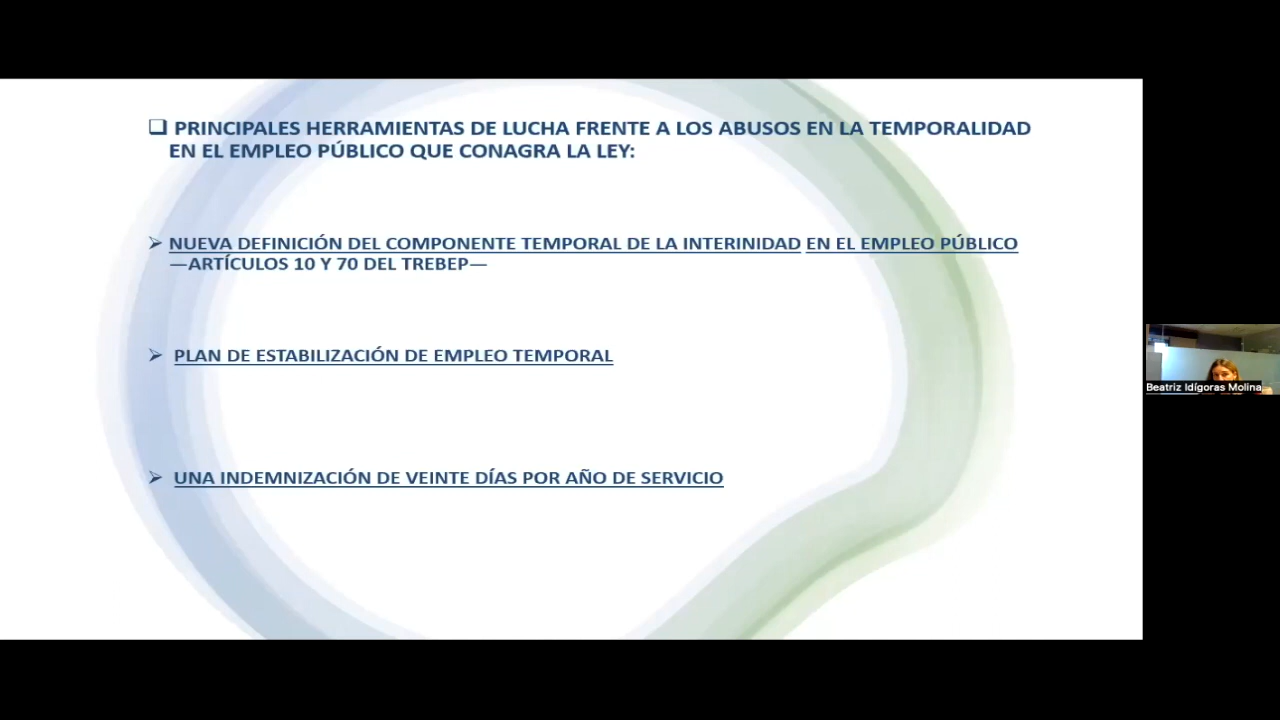 ❑ PRINCIPALES HERRAMIENTAS DE LUCHA FRENTE A LOS ABUSOS EN LA TEMPORALIDAD
EN EL EMPLEO PÚBLICO QUE CONAGRA LA LEY:
➢ NUEVA DEFINICIÓN DEL COMPONENTE TEMPORAL DE LA INTERINIDAD EN EL EMPLEO PÚBLICO
—ARTÍCULOS 10 Y 70 DEL TREBEP—
➢ PLAN DE ESTABILIZACIÓN DE EMPLEO TEMPORAL
➢ UNA INDEMNIZACIÓN DE VEINTE DÍAS POR AÑO DE SERVICIO
Beatriz Idígoras Molina